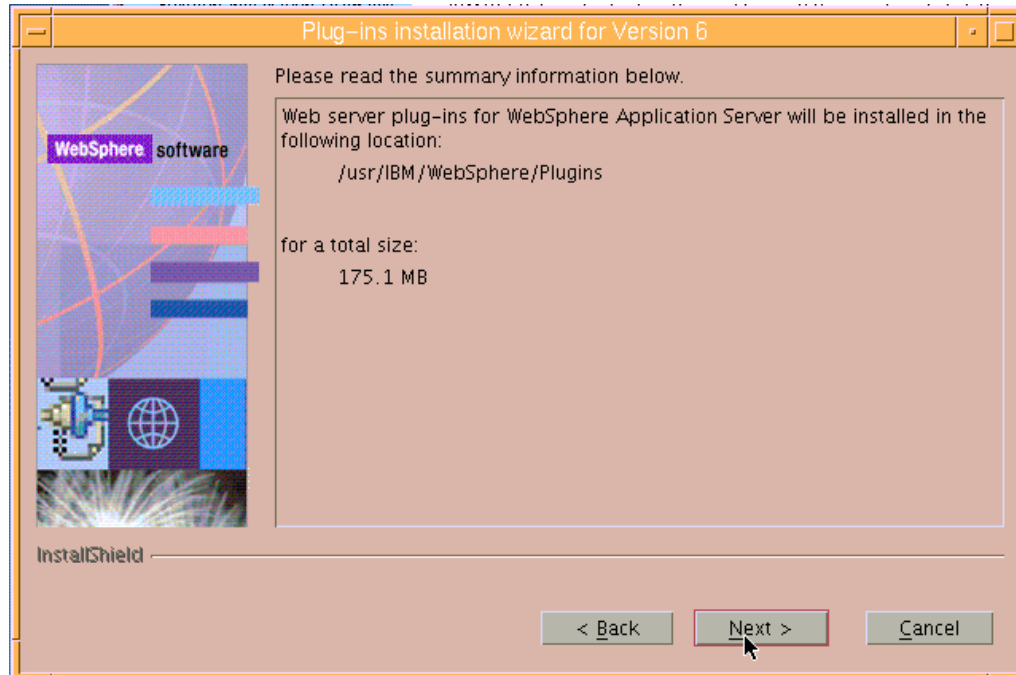 Plug-ins installation wizard for Version 6
Please read the summary information below.
WebSphere software
Web server plug-ins for WebSphere Application Server will be installed in the
following location:
/usr/IBM/WebSphere/Plugins
for a total size:
175.1 MB
InstallShield
< Back
Next >
Cancel